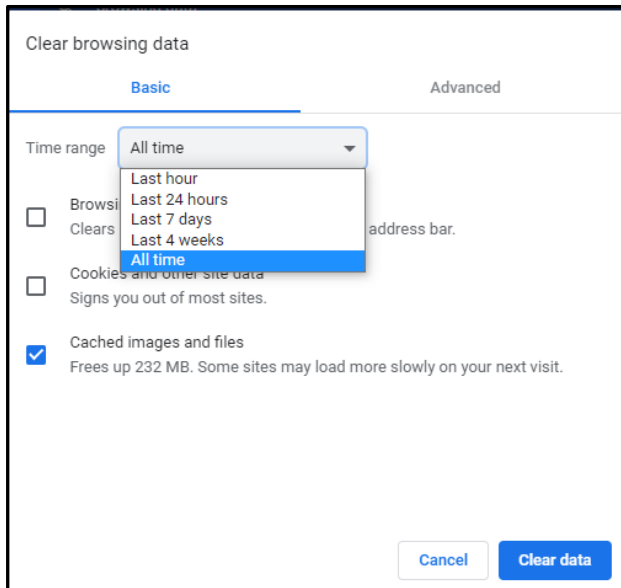 Clear browsing data
Basic
Advanced
Time range
All time
Last hour
Last 24 hours
Last 7 days
Last 4 weeks
All time
Browsi
Clears address bar.
Cookies and other site data
Signs you out of most sites.
Cached images and files
Frees up 232 MB. Some sites may load more slowly on your next visit.
Cancel
Clear data